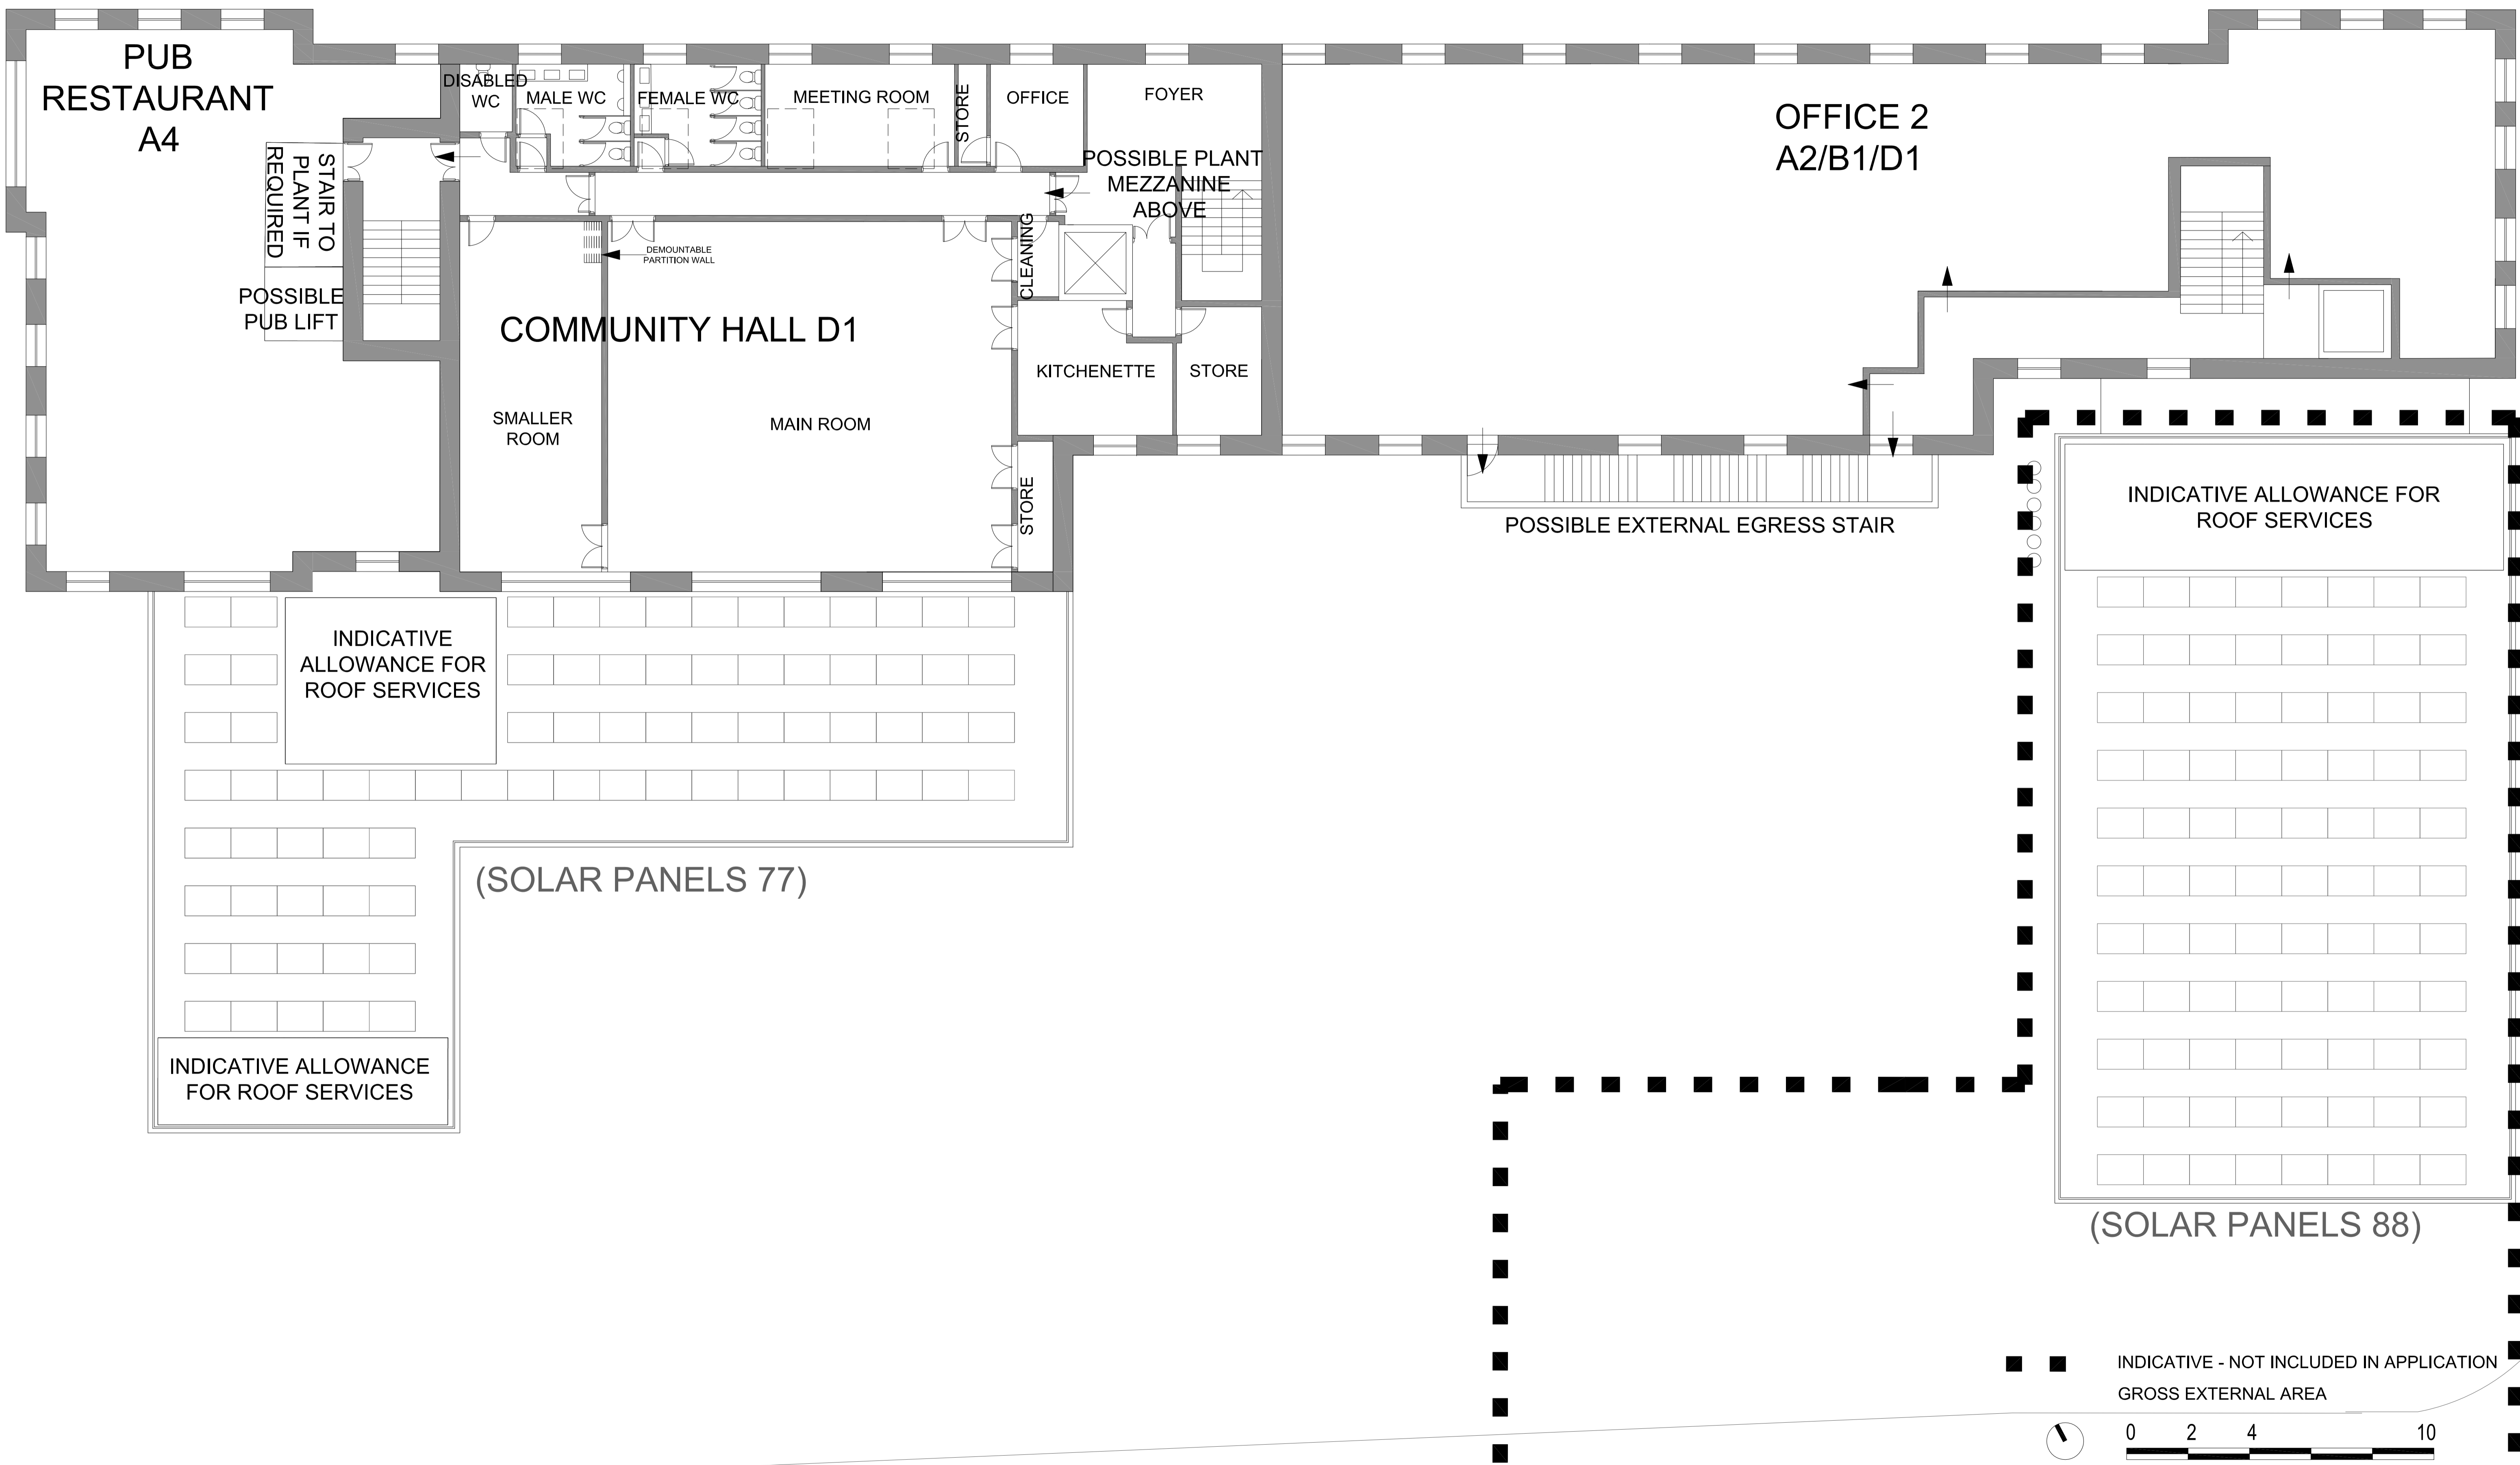 PUB
RESTAURANT
A4
STAIR TO
PLANT IF
REQUIRED
POSSIBLE
PUB LIFT
DISABLED
WC
MALE WC
FEMALE WC
MEETING ROOM
STORE
OFFICE
FOYER
POSSIBLE PLANT
MEZZANINE
ABOVE
CLEANING
DEMOUNTABLE
PARTITION WALL
COMMUNITY HALL D1
SMALLER
ROOM
MAIN ROOM
KITCHENETTE
STORE
STORE
OFFICE 2
A2/B1/D1
POSSIBLE EXTERNAL EGRESS STAIR
INDICATIVE ALLOWANCE FOR
ROOF SERVICES
INDICATIVE
ALLOWANCE FOR
ROOF SERVICES
(SOLAR PANELS 77)
INDICATIVE ALLOWANCE
FOR ROOF SERVICES
(SOLAR PANELS 88)
INDICATIVE - NOT INCLUDED IN APPLICATION
GROSS EXTERNAL AREA
0 2 4 10